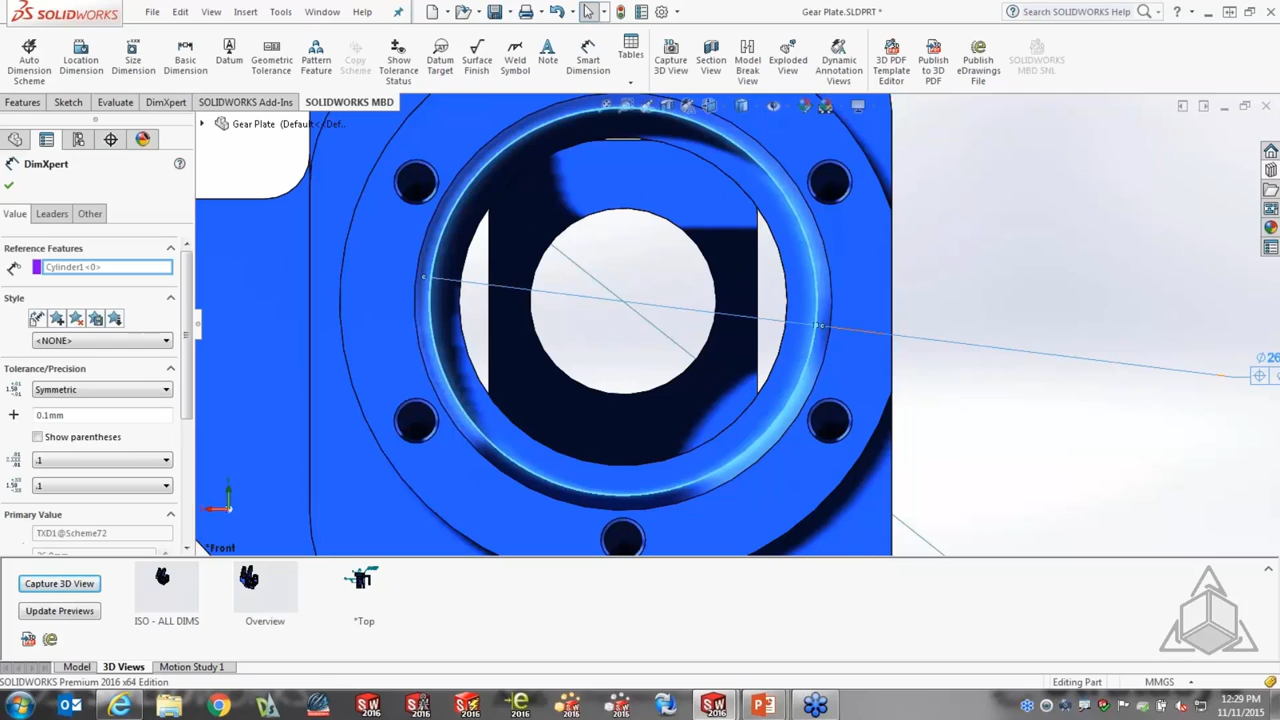 SOLIDWORKS
File Edit View Insert Tools Window Help
Gear Plate.SLDPRT *
Search SOLIDWORKS Help
Auto Dimension Scheme
Location Dimension
Size Dimension
Basic Dimension
Datum
Geometric Tolerance
Pattern Feature
Copy Scheme
Show Tolerance Status
Datum Target
Surface Finish
Weld Symbol
Note
Smart Dimension
Tables
Capture 3D View
Section View
Model Break View
Exploded View
Dynamic Annotation Views
3D PDF Template Editor
Publish to 3D PDF
Publish eDrawings File
SOLIDWORKS MBD SNL
Features Sketch Evaluate DimXpert SOLIDWORKS Add-Ins SOLIDWORKS MBD
Gear Plate (Default<<Def..
DimXpert
Value Leaders Other
Reference Features
Cylinder1<0>
Style
<NONE>
Tolerance/Precision
Symmetric
0.1mm
Show parentheses
.1
.1
Primary Value
TXD1@Scheme72
⌀26
*Front
Capture 3D View
Update Previews
ISO - ALL DIMS
Overview
*Top
Model 3D Views Motion Study 1
SOLIDWORKS Premium 2016 x64 Edition
Editing Part
MMGS
12:29 PM
11/11/2015